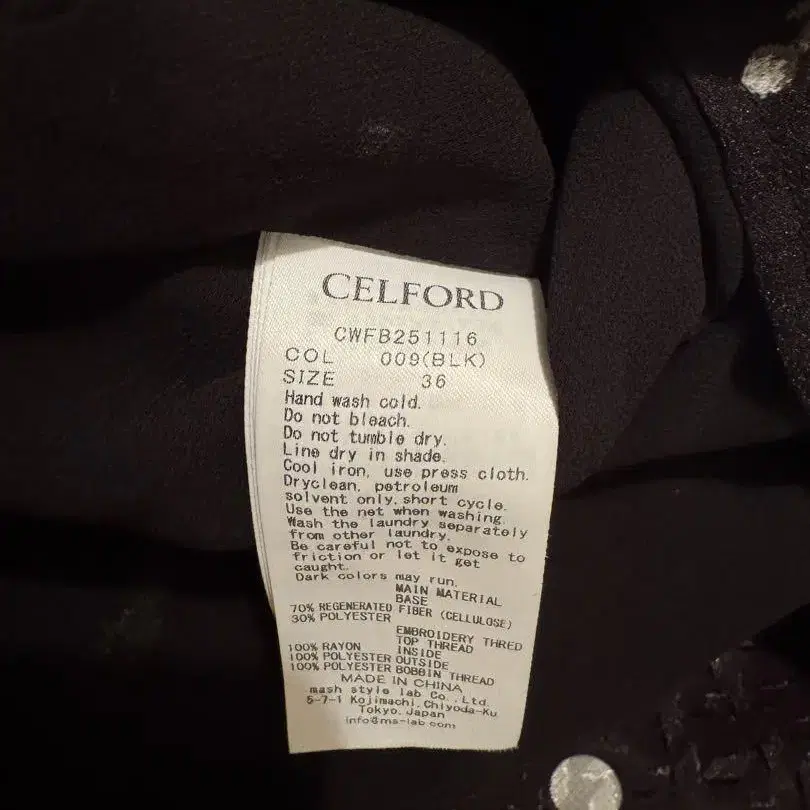 CELFORD
CWFB251116
COL 009(BLK)
SIZE 36
Hand wash cold.
Do not bleach.
Do not tumble dry.
Line dry in shade.
Cool iron, use press cloth.
Dryclean, petroleum
solvent only, short cycle.
Use the net when washing.
Wash the laundry separately
from other laundry.
Be careful not to expose to
friction or let it get
caught.
Dark colors may run.
MAIN MATERIAL
BASE
70% REGENERATED FIBER (CELLULOSE)
30% POLYESTER
EMBROIDERY THRED
TOP THREAD
100% RAYON INSIDE
100% POLYESTER OUTSIDE
100% POLYESTER BOBBIN THREAD
MADE IN CHINA
mash style lab Co., Ltd.
5-7-1 Kojimachi, Chiyoda-Ku
Tokyo, Japan
info@ms-lab.com